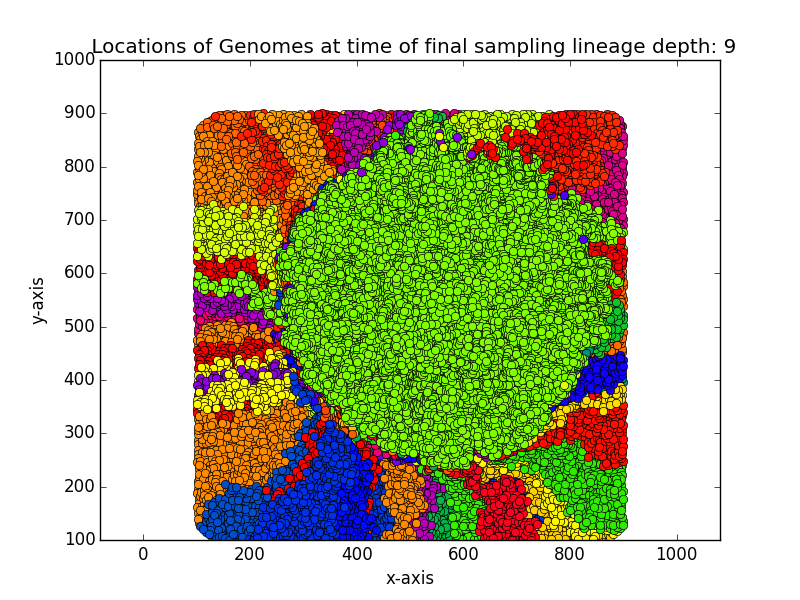 Locations of Genomes at time of final sampling lineage depth: 9
1000
900
800
700
600
500
400
300
200
100
y-axis
0 200 400 600 800 1000
x-axis